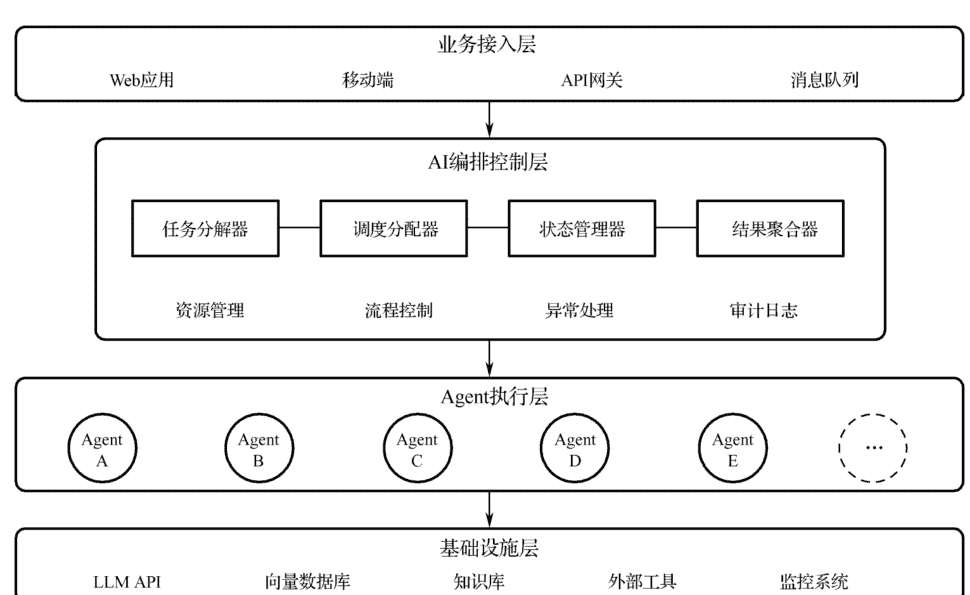 业务接入层
Web应用 移动端 API网关 消息队列
AI编排控制层
任务分解器 调度分配器 状态管理器 结果聚合器
资源管理 流程控制 异常处理 审计日志
Agent执行层
Agent Agent Agent Agent Agent ...
A B C D E
基础设施层
LLM API 向量数据库 知识库 外部工具 监控系统